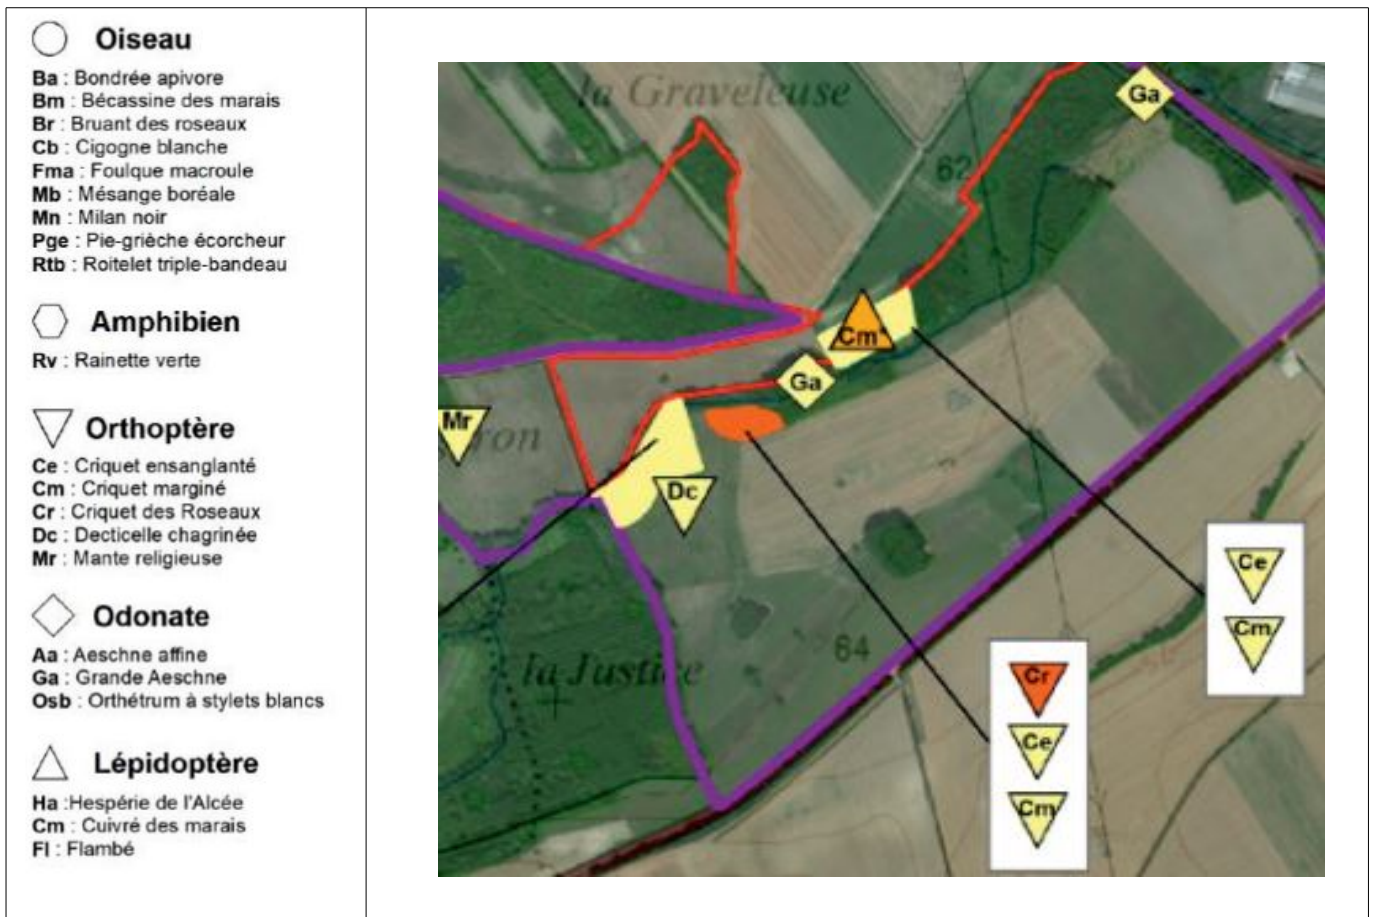 Oiseau
Ba : Bondrée apivore
Bm : Bécassine des marais
Br : Bruant des roseaux
Cb : Cigogne blanche
Fma : Foulque macroule
Mb : Mésange boréale
Mn : Milan noir
Pge : Pie-grièche écorcheur
Rtb : Roitelet triple-bandeau
Amphibien
Rv : Rainette verte
Orthoptère
Ce : Criquet ensanglanté
Cm : Criquet marginé
Cr : Criquet des Roseaux
Dc : Decticelle chagrinée
Mr : Mante religieuse
Odonate
Aa : Aeschne affine
Ga : Grande Aeschne
Osb : Orthétrum à stylets blancs
Lépidoptère
Ha :Hespérie de l'Alcée
Cm : Cuivré des marais
Fl : Flambé
la Graveleuse
Ga
62
Cm*
Ga
Mr
ron
Dc
Ce
Cm
64
la Justice
Cr
Ce
Cm